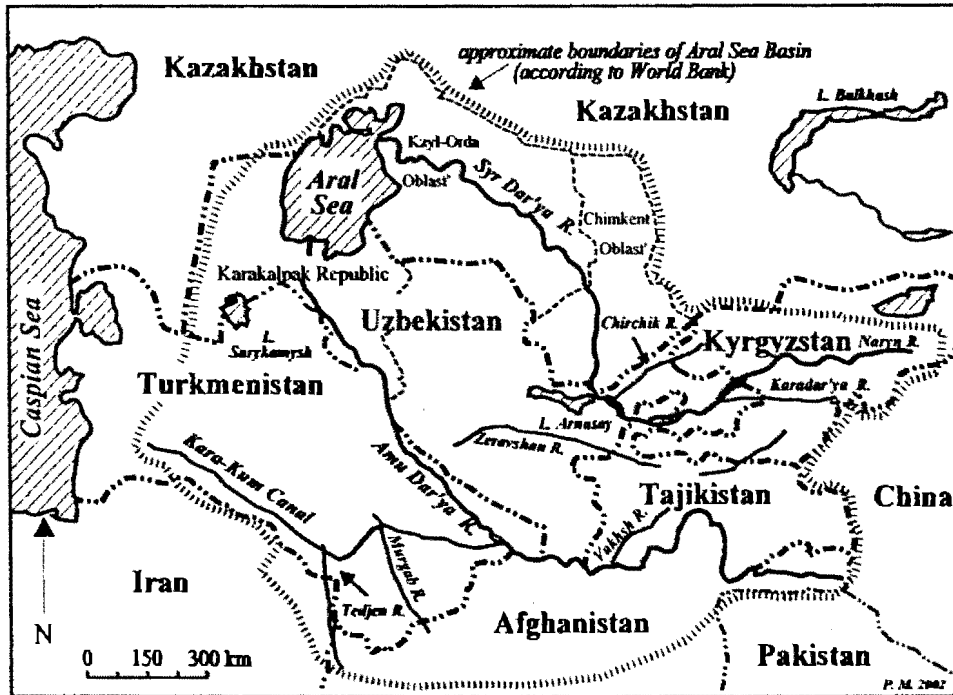 approximate boundaries of Aral Sea Basin
(according to World Bank)
Kazakhstan
Kazakhstan
L. Balkhash
Kzyl-Orda
Oblast'
Syr Dar'ya R.
Aral
Sea
Chimkent
Oblast'
Karakalpak Republic
Uzbekistan
Chirchik R.
Kyrgyzstan
Naryn R.
L.
Sarykamysh
Turkmenistan
Karadar'ya R.
Caspian Sea
L. Arnasay
Zeravshan R.
Kara-Kum Canal
Amu Dar'ya R.
Tajikistan
China
Vakhsh R.
Murgab R.
Iran
Tedjen R.
Afghanistan
N
0 150 300 km
Pakistan
P. M. 2002